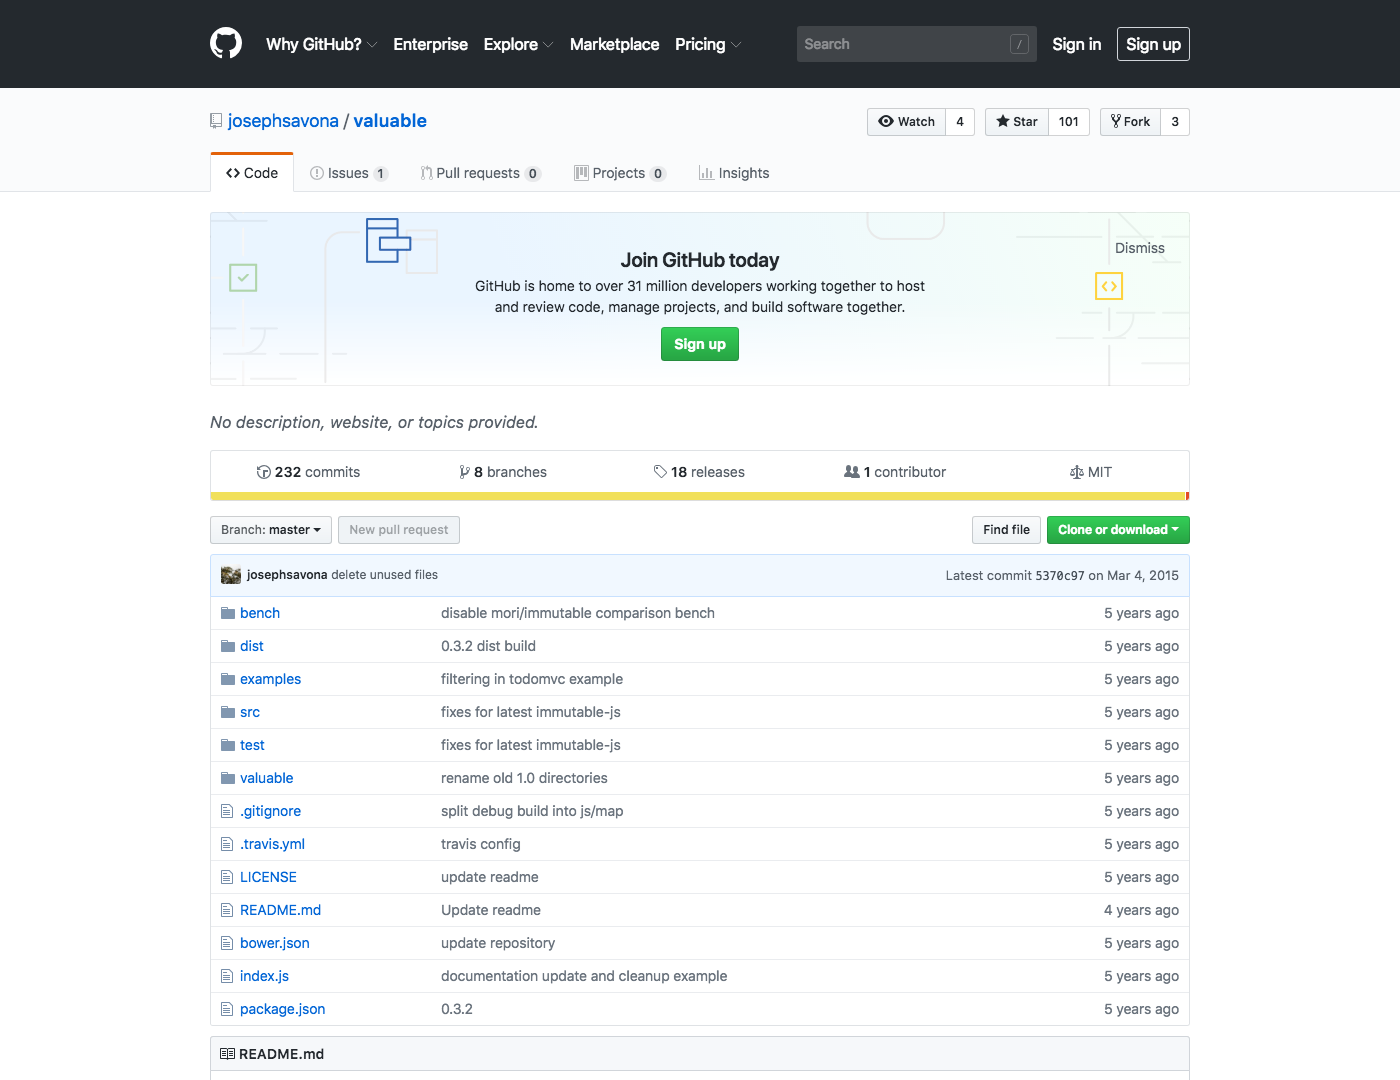 Why GitHub? Enterprise Explore Marketplace Pricing Search / Sign in Sign up
josephsavona / valuable Watch 4 Star 101 Fork 3
Code Issues 1 Pull requests 0 Projects 0 Insights
Dismiss
Join GitHub today
GitHub is home to over 31 million developers working together to host
and review code, manage projects, and build software together.
Sign up
No description, website, or topics provided.
232 commits 8 branches 18 releases 1 contributor MIT
Branch: master New pull request Find file Clone or download
josephsavona delete unused files Latest commit 5370c97 on Mar 4, 2015
bench disable mori/immutable comparison bench 5 years ago
dist 0.3.2 dist build 5 years ago
examples filtering in todomvc example 5 years ago
src fixes for latest immutable-js 5 years ago
test fixes for latest immutable-js 5 years ago
valuable rename old 1.0 directories 5 years ago
.gitignore split debug build into js/map 5 years ago
.travis.yml travis config 5 years ago
LICENSE update readme 5 years ago
README.md Update readme 4 years ago
bower.json update repository 5 years ago
index.js documentation update and cleanup example 5 years ago
package.json 0.3.2 5 years ago
README.md